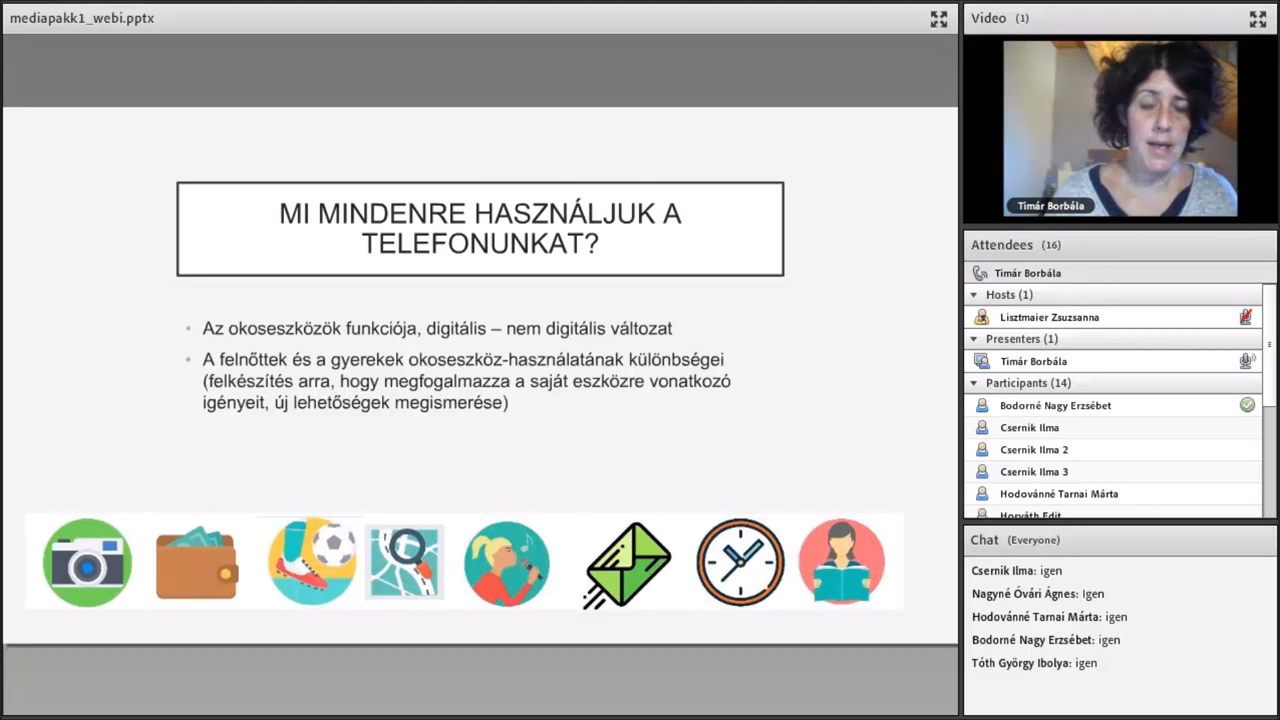 mediapakk1_webi.pptx
MI MINDENRE HASZNÁLJUK A
TELEFONUNKAT?
• Az okoseszközök funkciója, digitális – nem digitális változat
• A felnőttek és a gyerekek okoseszköz-használatának különbségei
(felkészítés arra, hogy megfogalmazza a saját eszközre vonatkozó
igényeit, új lehetőségek megismerése)
Video (1)
Timár Borbála
Attendees (16)
Timár Borbála
Hosts (1)
Lisztmaier Zsuzsanna
Presenters (1)
Timár Borbála
Participants (14)
Bodorné Nagy Erzsébet
Csernik Ilma
Csernik Ilma 2
Csernik Ilma 3
Hodovánné Tarnai Márta
Horváth Edit
Chat (Everyone)
Csernik Ilma: igen
Nagyné Óvári Ágnes: Igen
Hodovánné Tarnai Márta: igen
Bodorné Nagy Erzsébet: igen
Tóth György Ibolya: igen